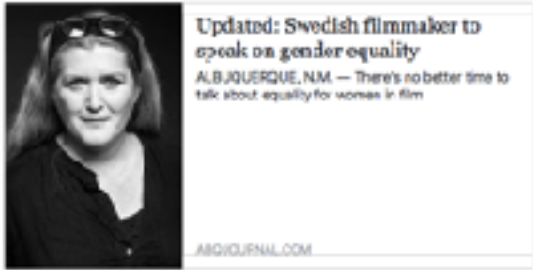 Updated: Swedish filmmaker to
speak on gender equality
ALBUQUERQUE, N.M. — There's no better time to
talk about equality for women in film
ABQJOURNAL.COM